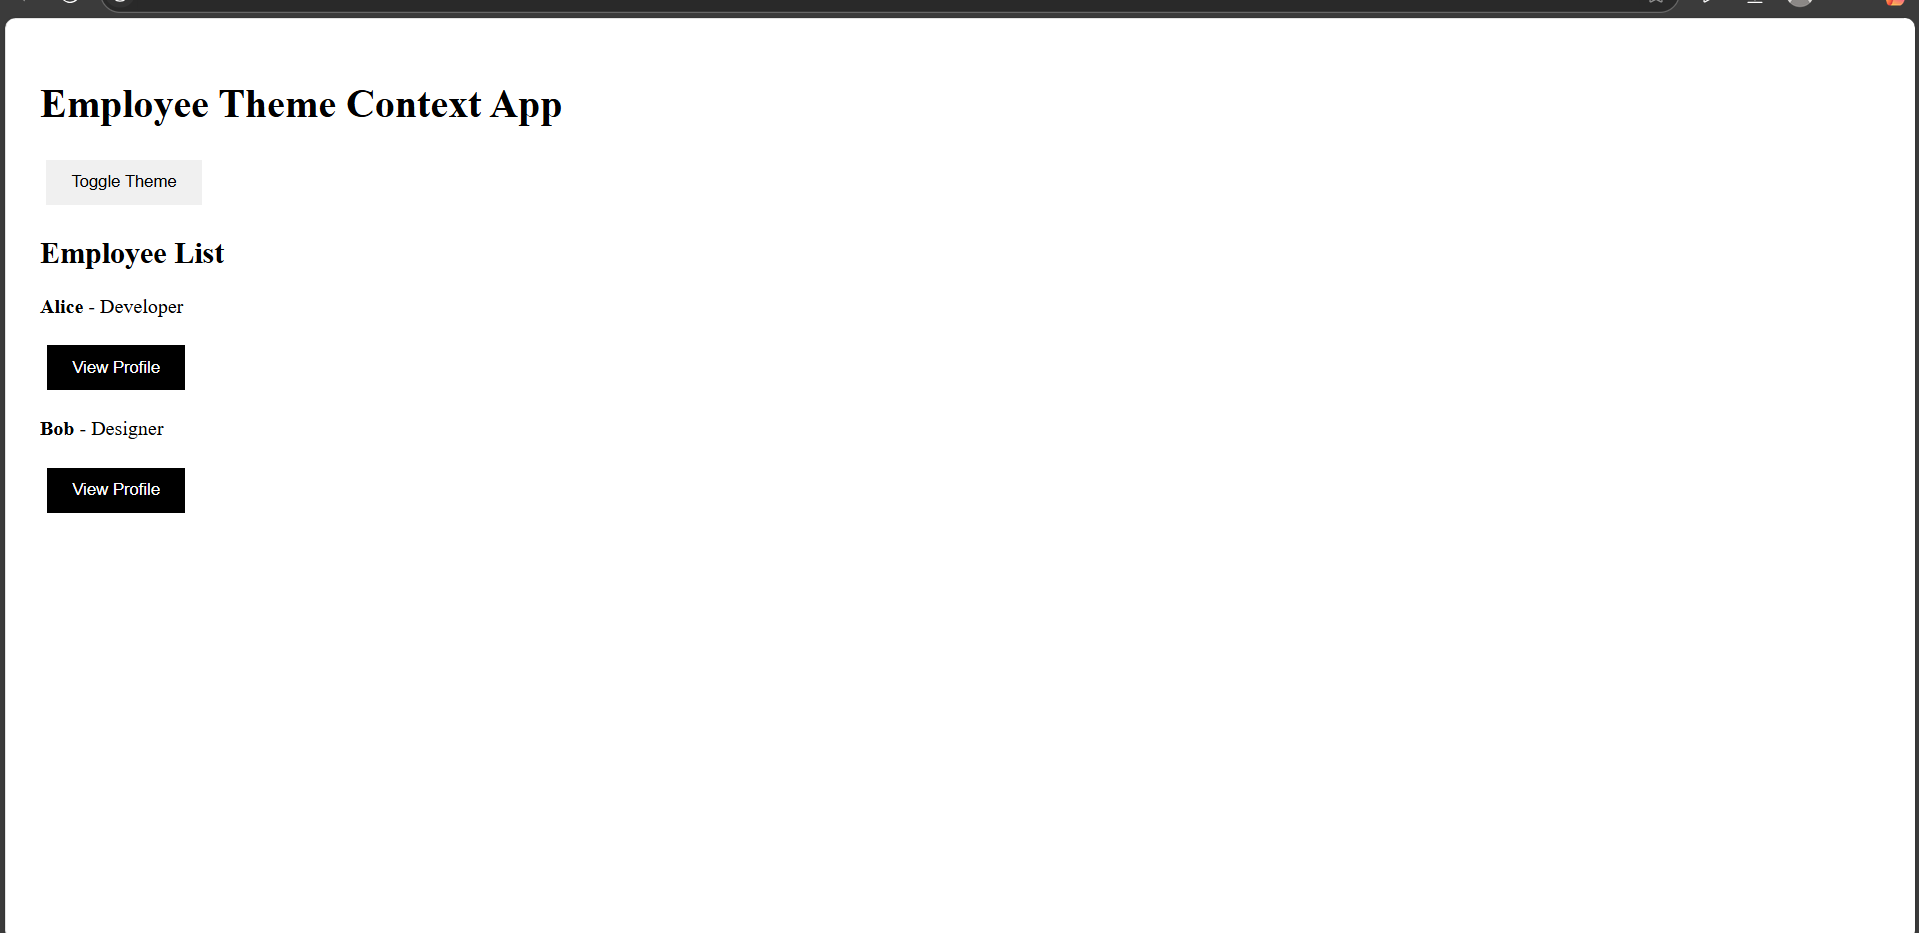 Employee Theme Context App
Toggle Theme
Employee List
Alice - Developer
View Profile
Bob - Designer
View Profile